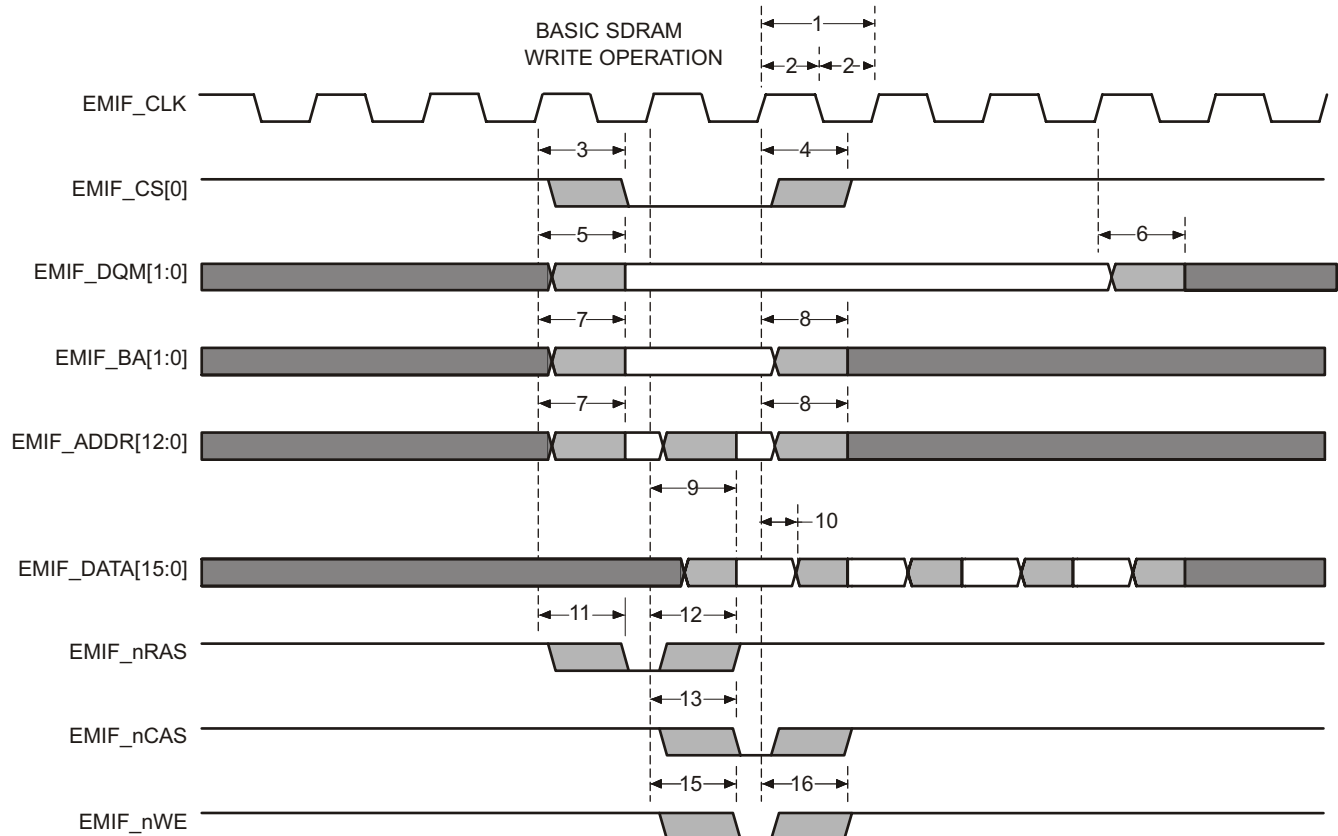 BASIC SDRAM
WRITE OPERATION
1
2 2
EMIF_CLK
3 4
EMIF_CS[0]
5 6
EMIF_DQM[1:0]
7 8
EMIF_BA[1:0]
7 8
EMIF_ADDR[12:0]
9
10
EMIF_DATA[15:0]
11 12
EMIF_nRAS
13
EMIF_nCAS
15 16
EMIF_nWE